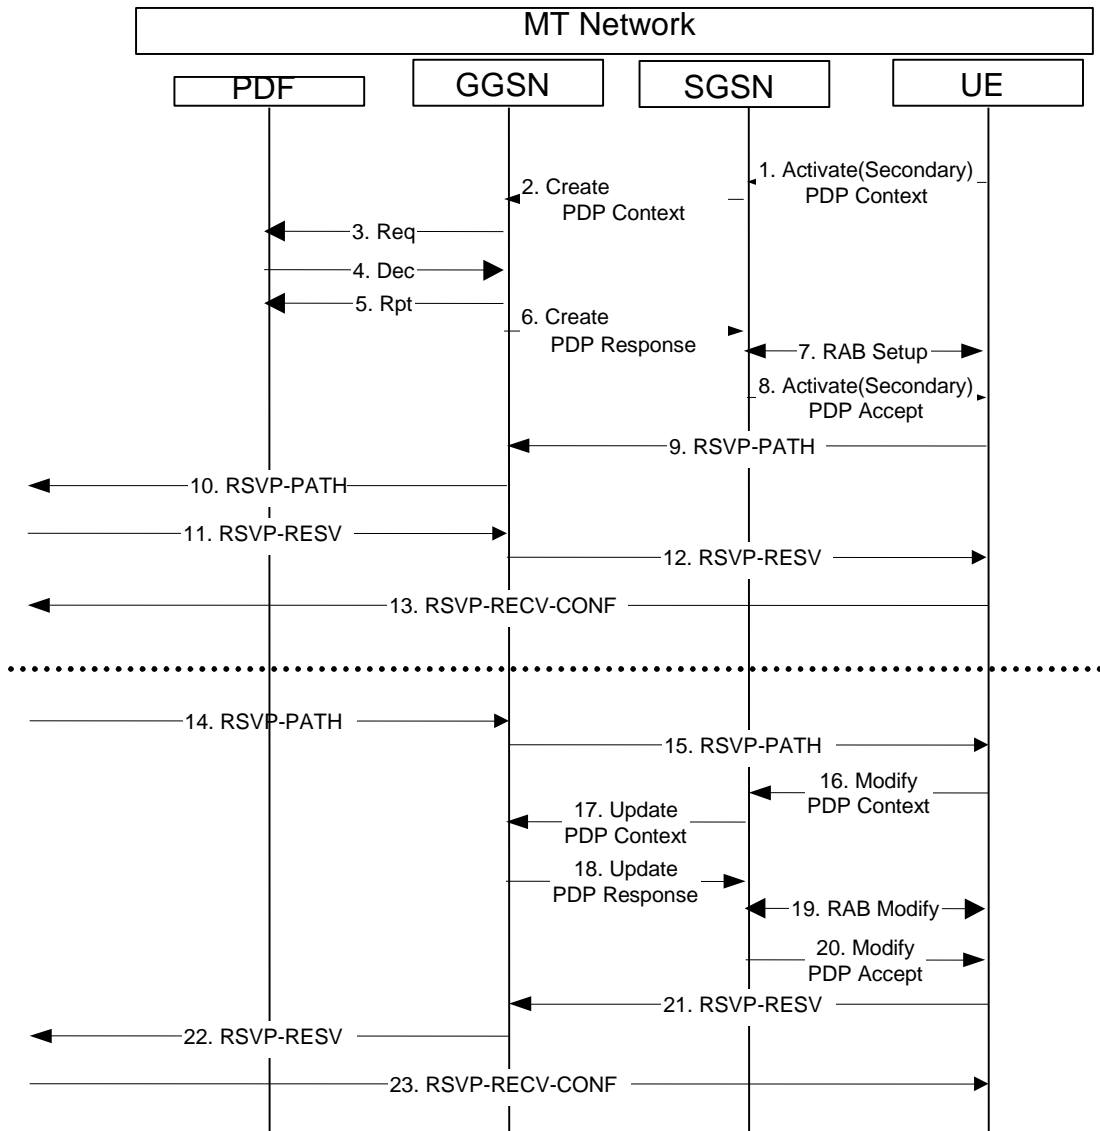 MT Network
PDF
GGSN
SGSN
UE
1. Activate(Secondary)
PDP Context
2. Create
PDP Context
3. Req
4. Dec
5. Rpt
6. Create
PDP Response
7. RAB Setup
8. Activate(Secondary)
PDP Accept
9. RSVP-PATH
10. RSVP-PATH
11. RSVP-RESV
12. RSVP-RESV
13. RSVP-RECV-CONF
14. RSVP-PATH
15. RSVP-PATH
16. Modify
PDP Context
17. Update
PDP Context
18. Update
PDP Response
19. RAB Modify
20. Modify
PDP Accept
21. RSVP-RESV
22. RSVP-RESV
23. RSVP-RECV-CONF